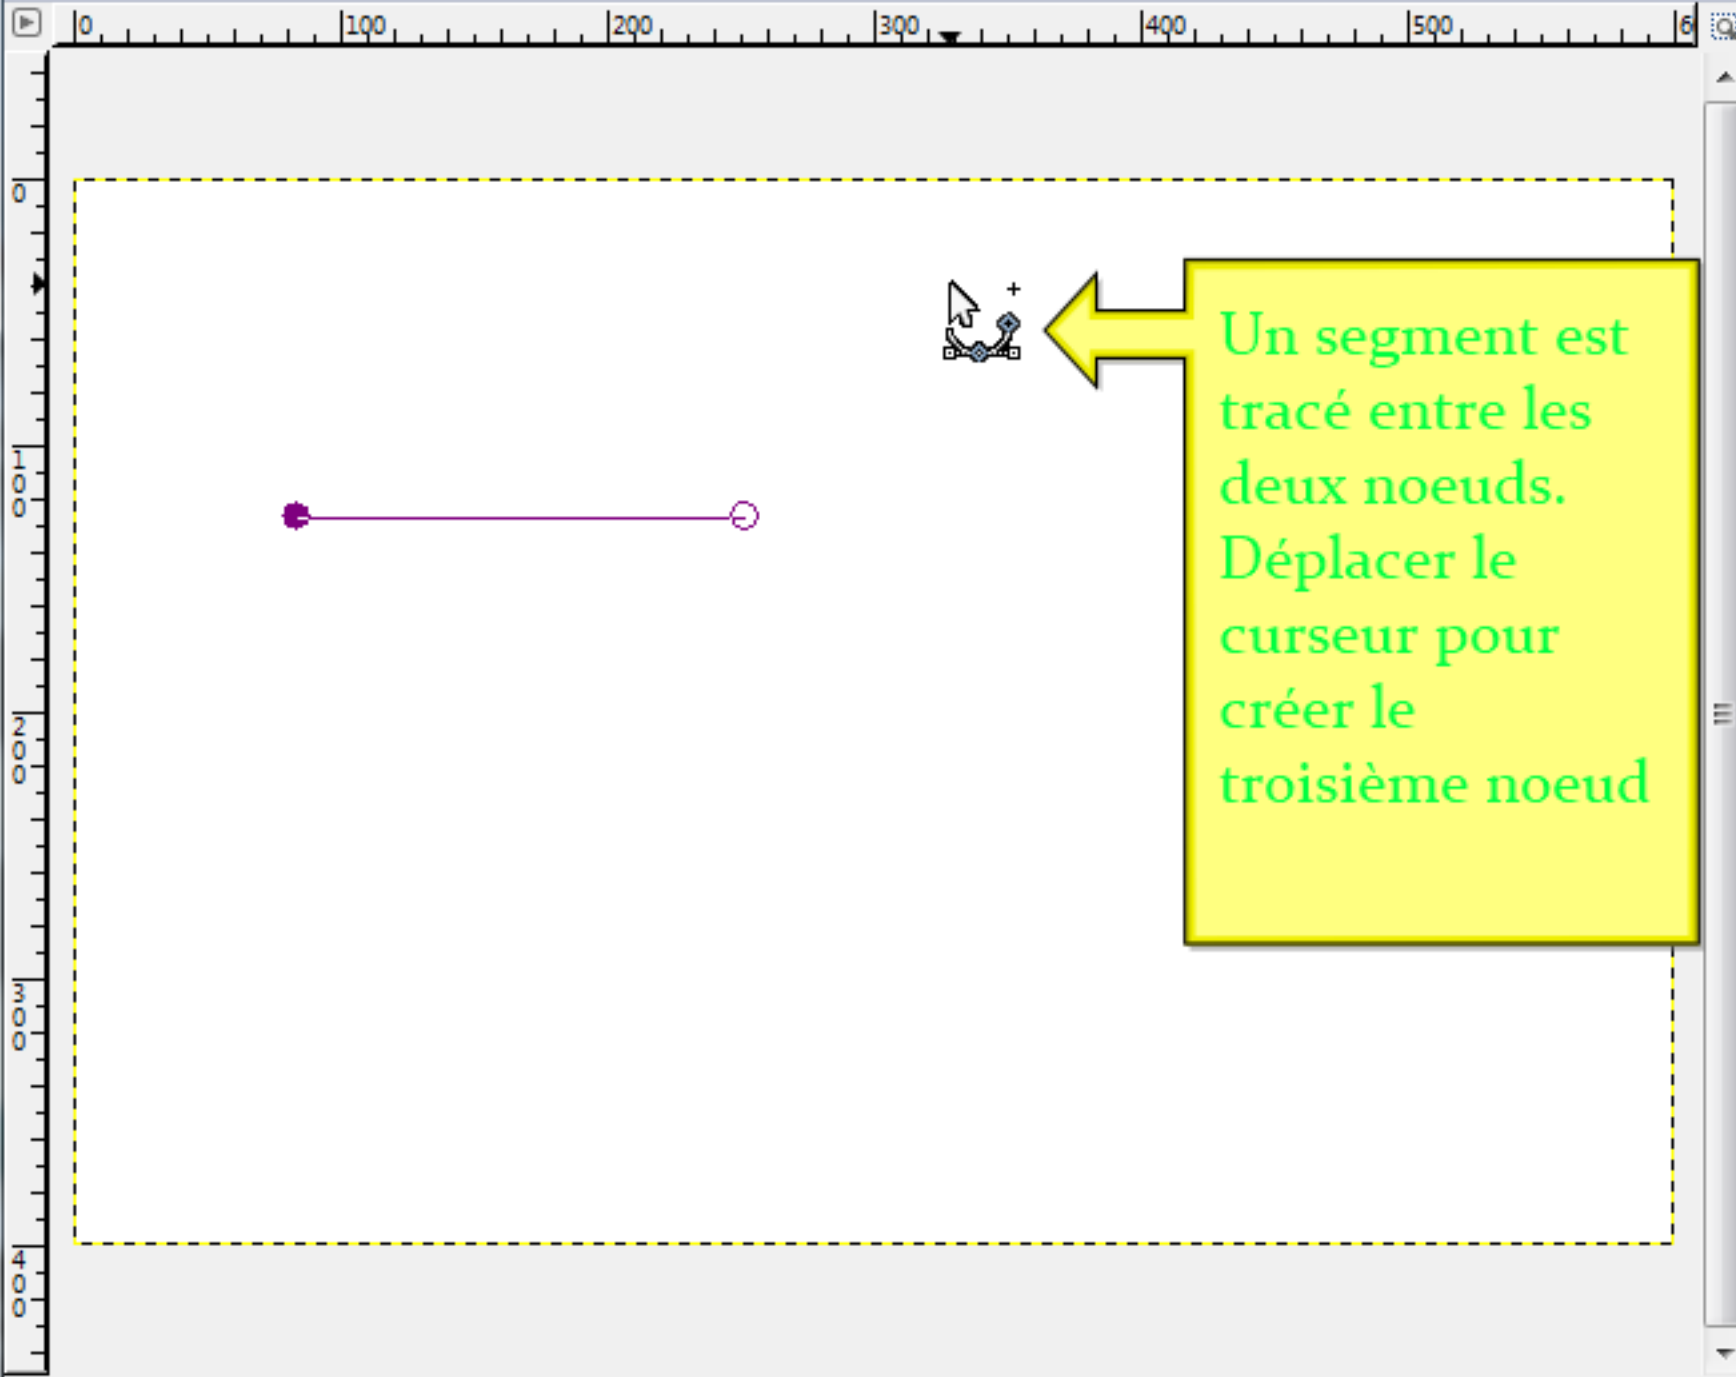 0 100 200 300 400 500 6
0
100
200
300
400
Un segment est
tracé entre les
deux noeuds.
Déplacer le
curseur pour
créer le
troisième noeud